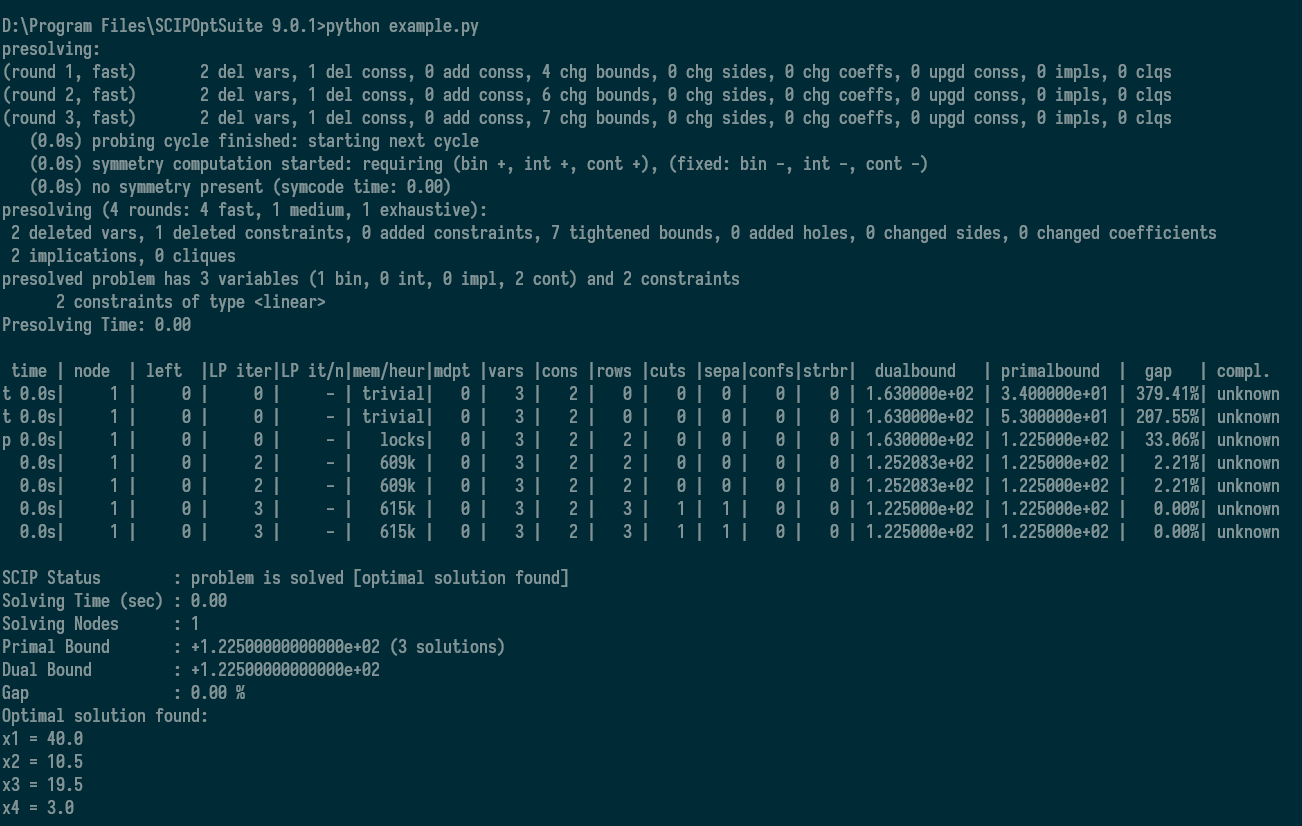 D:\Program Files\SCIPOptSuite 9.0.1>python example.py
presolving:
(round 1, fast)       2 del vars, 1 del conss, 0 add conss, 4 chg bounds, 0 chg sides, 0 chg coeffs, 0 upgd conss, 0 impls, 0 clqs
(round 2, fast)       2 del vars, 1 del conss, 0 add conss, 6 chg bounds, 0 chg sides, 0 chg coeffs, 0 upgd conss, 0 impls, 0 clqs
(round 3, fast)       2 del vars, 1 del conss, 0 add conss, 7 chg bounds, 0 chg sides, 0 chg coeffs, 0 upgd conss, 0 impls, 0 clqs
   (0.0s) probing cycle finished: starting next cycle
   (0.0s) symmetry computation started: requiring (bin +, int +, cont +), (fixed: bin -, int -, cont -)
   (0.0s) no symmetry present (symcode time: 0.00)
presolving (4 rounds: 4 fast, 1 medium, 1 exhaustive):
 2 deleted vars, 1 deleted constraints, 0 added constraints, 7 tightened bounds, 0 added holes, 0 changed sides, 0 changed coefficients
 2 implications, 0 cliques
presolved problem has 3 variables (1 bin, 0 int, 0 impl, 2 cont) and 2 constraints
      2 constraints of type <linear>
Presolving Time: 0.00

 time | node  | left  |LP iter|LP it/n|mem/heur|mdpt |vars |cons |rows |cuts |sepa|confs|strbr|  dualbound   | primalbound  |  gap   | compl.
t 0.0s|     1 |     0 |     0 |     - | trivial|   0 |   3 |   2 |   0 |   0 |  0 |   0 |   0 | 1.630000e+02 | 3.400000e+01 | 379.41%| unknown
t 0.0s|     1 |     0 |     0 |     - | trivial|   0 |   3 |   2 |   0 |   0 |  0 |   0 |   0 | 1.630000e+02 | 5.300000e+01 | 207.55%| unknown
p 0.0s|     1 |     0 |     0 |     - |   locks|   0 |   3 |   2 |   2 |   0 |  0 |   0 |   0 | 1.630000e+02 | 1.225000e+02 |  33.06%| unknown
  0.0s|     1 |     0 |     2 |     - |   609k |   0 |   3 |   2 |   2 |   0 |  0 |   0 |   0 | 1.252083e+02 | 1.225000e+02 |   2.21%| unknown
  0.0s|     1 |     0 |     2 |     - |   609k |   0 |   3 |   2 |   2 |   0 |  0 |   0 |   0 | 1.252083e+02 | 1.225000e+02 |   2.21%| unknown
  0.0s|     1 |     0 |     3 |     - |   615k |   0 |   3 |   2 |   3 |   1 |  1 |   0 |   0 | 1.225000e+02 | 1.225000e+02 |   0.00%| unknown
  0.0s|     1 |     0 |     3 |     - |   615k |   0 |   3 |   2 |   3 |   1 |  1 |   0 |   0 | 1.225000e+02 | 1.225000e+02 |   0.00%| unknown

SCIP Status        : problem is solved [optimal solution found]
Solving Time (sec) : 0.00
Solving Nodes      : 1
Primal Bound       : +1.22500000000000e+02 (3 solutions)
Dual Bound         : +1.22500000000000e+02
Gap                : 0.00 %
Optimal solution found:
x1 = 40.0
x2 = 10.5
x3 = 19.5
x4 = 3.0